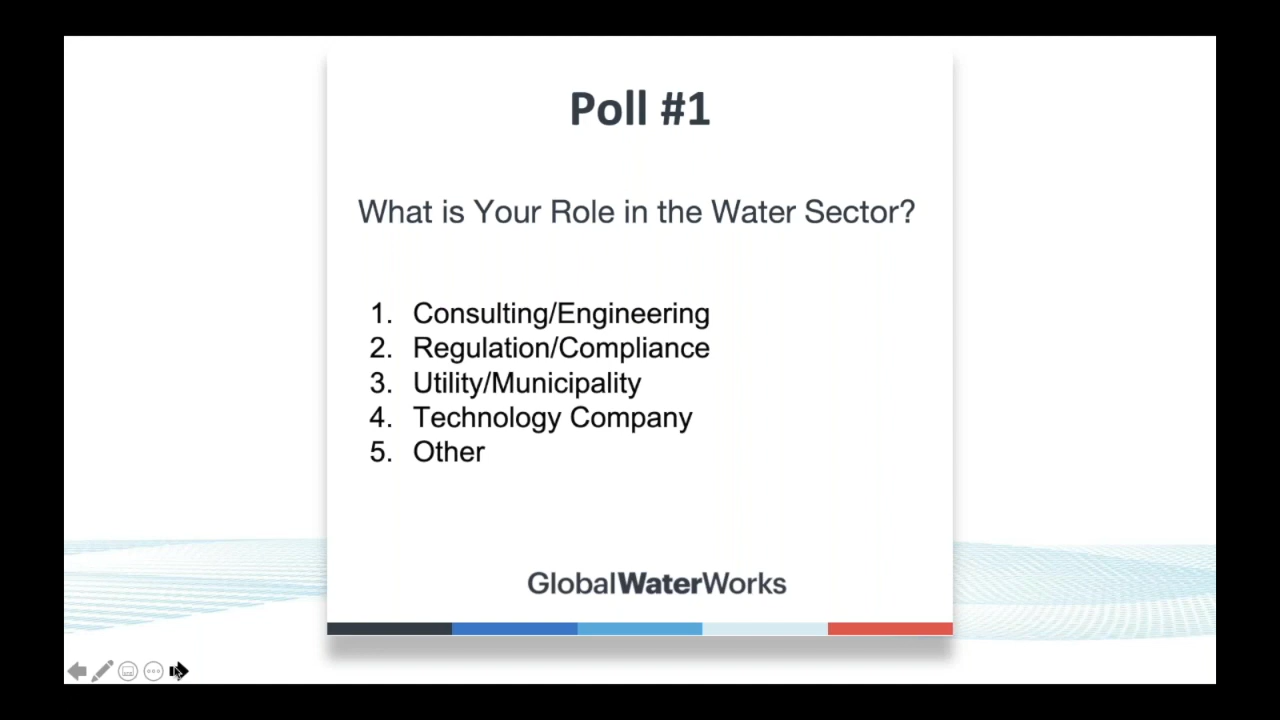 Poll #1
What is Your Role in the Water Sector?
1. Consulting/Engineering
2. Regulation/Compliance
3. Utility/Municipality
4. Technology Company
5. Other
GlobalWaterWorks